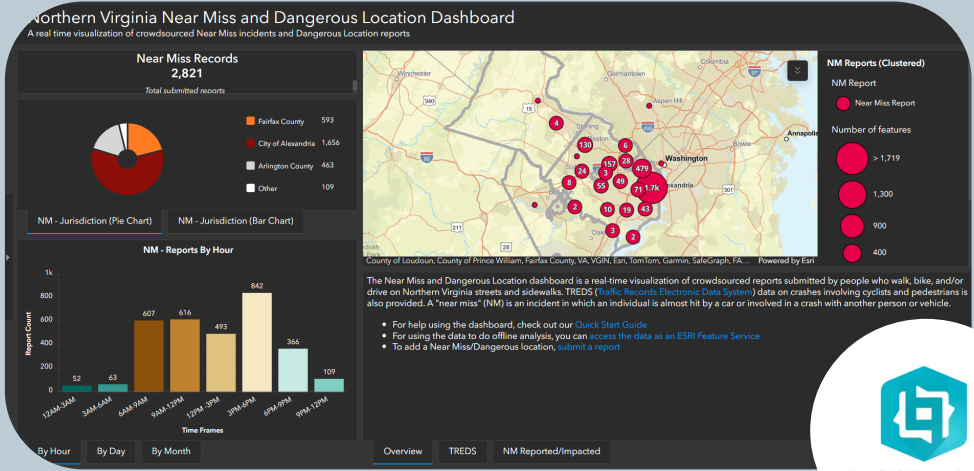 Northern Virginia Near Miss and Dangerous Location Dashboard
A real time visualization of crowdsourced Near Miss incidents and Dangerous Location reports
Near Miss Records
2,821
Total submitted reports
Fairfax County 593
City of Alexandria 1,656
Arlington County 463
Other 109
NM - Jurisdiction (Pie Chart) NM - Jurisdiction (Bar Chart)
NM - Reports By Hour
Report Count
1k
800
600
400
200
0
52
63
607
616
493
842
366
109
12AM-3AM
3AM-6AM
6AM-9AM
9AM-12PM
12PM -3PM
3PM-6PM
6PM-9PM
9PM-12PM
Time Frames
By Hour By Day By Month
Winchester
Germantown
Columbia
Aspen Hill
Bowie
Annapolis
Washington
Sterling
340
15
66
211
28
301
4
130
6
157
28
479
24
3
8
55
49
71
1.7k
2
10
19
43
3
2
County of Loudoun, County of Prince William, Fairfax County, VA, VGIN, Esri, TomTom, Garmin, SafeGraph, FA... Powered by Esri
NM Reports (Clustered)
NM Report
Near Miss Report
Number of features
> 1,719
1,300
900
400
The Near Miss and Dangerous Location dashboard is a real-time visualization of crowdsourced reports submitted by people who walk, bike, and/or
drive on Northern Virginia streets and sidewalks. TREDS (Traffic Records Electronic Data System) data on crashes involving cyclists and pedestrians is
also provided. A "near miss" (NM) is an incident in which an individual is almost hit by a car or involved in a crash with another person or vehicle.
• For help using the dashboard, check out our Quick Start Guide
• For using the data to do offline analysis, you can access the data as an ESRI Feature Service
• To add a Near Miss/Dangerous location, submit a report
Overview TREDS NM Reported/Impacted